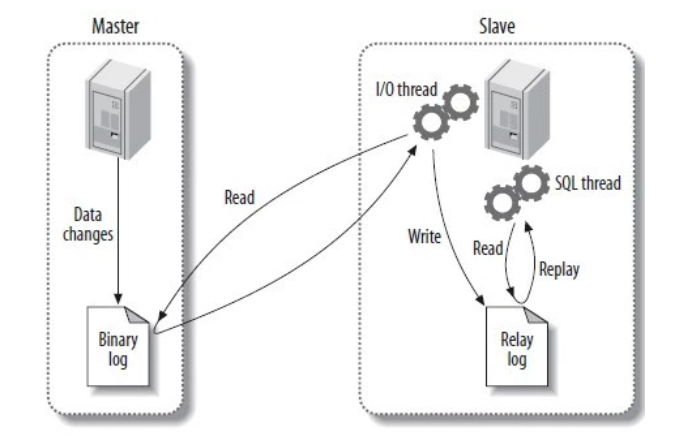 Master
Slave
I/O thread
SQL thread
Read
Data
changes
Write
Read
Replay
Binary
log
Relay
log